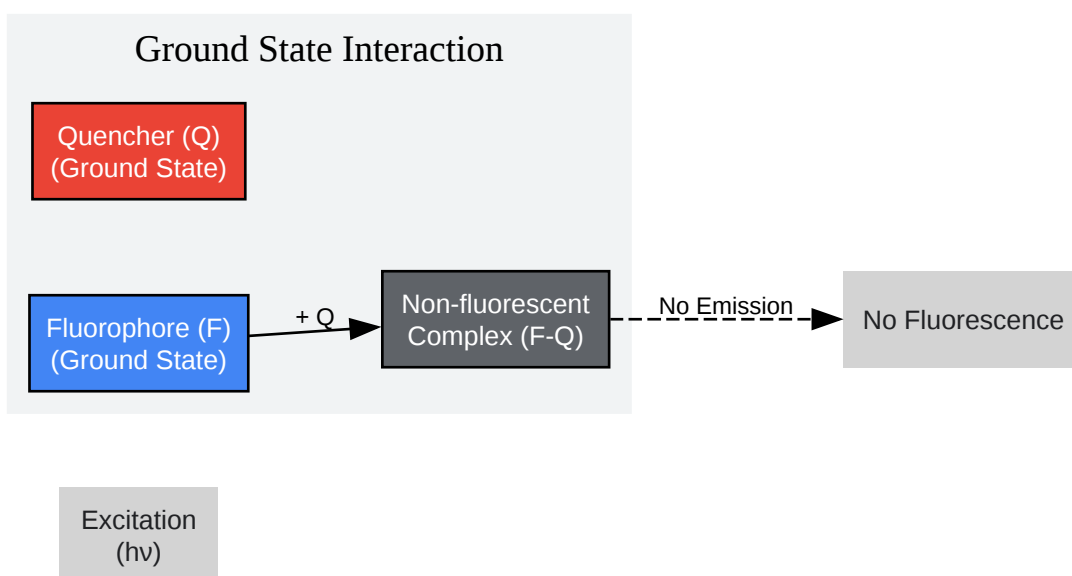 Ground State Interaction
Quencher (Q)
(Ground State)
Fluorophore (F)
(Ground State)
+ Q
Non-fluorescent
Complex (F-Q)
No Emission
No Fluorescence
Excitation
(hν)